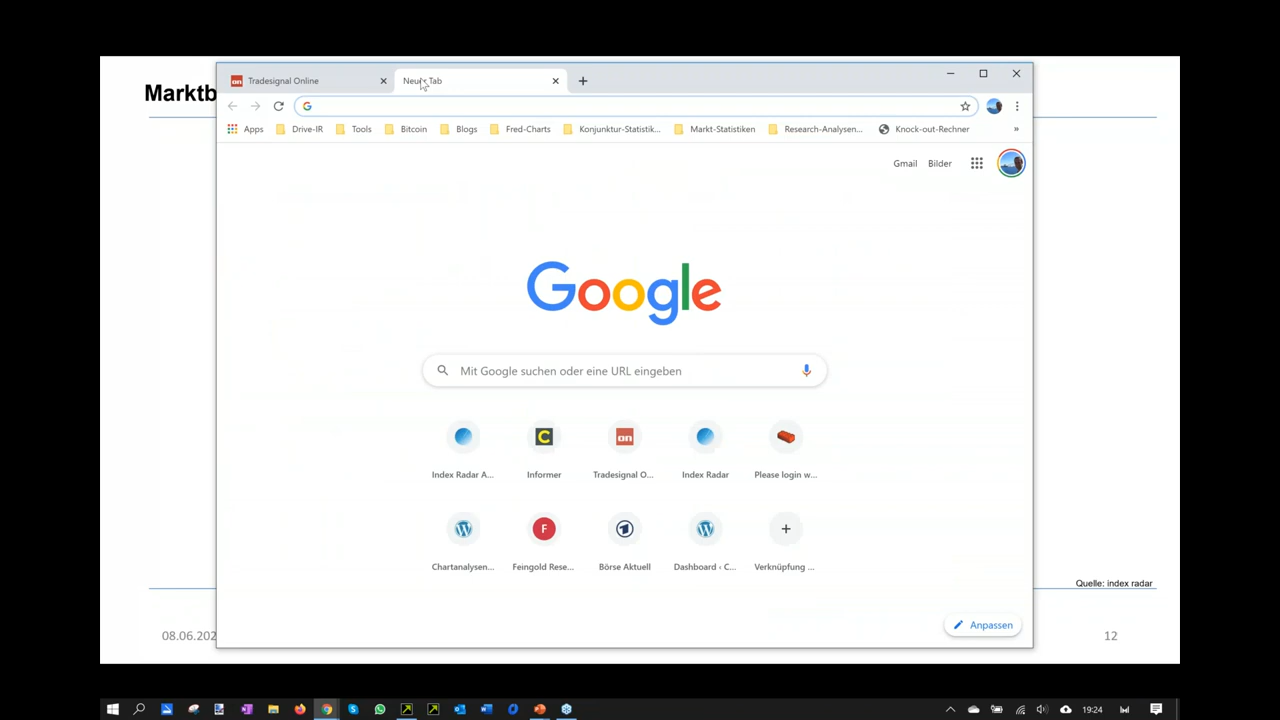 Marktb
on Tradesignal Online
Neuer Tab
Apps Drive-IR Tools Bitcoin Blogs Fred-Charts Konjunktur-Statistik... Markt-Statistiken Research-Analysen... Knock-out-Rechner »
Gmail Bilder
Google
Mit Google suchen oder eine URL eingeben
Index Radar A... Informer Tradesignal O... Index Radar Please login w...
Chartanalysen... Feingold Rese... Börse Aktuell Dashboard ‹ C... Verknüpfung ...
Quelle: index radar
Anpassen
08.06.202
12
19:24